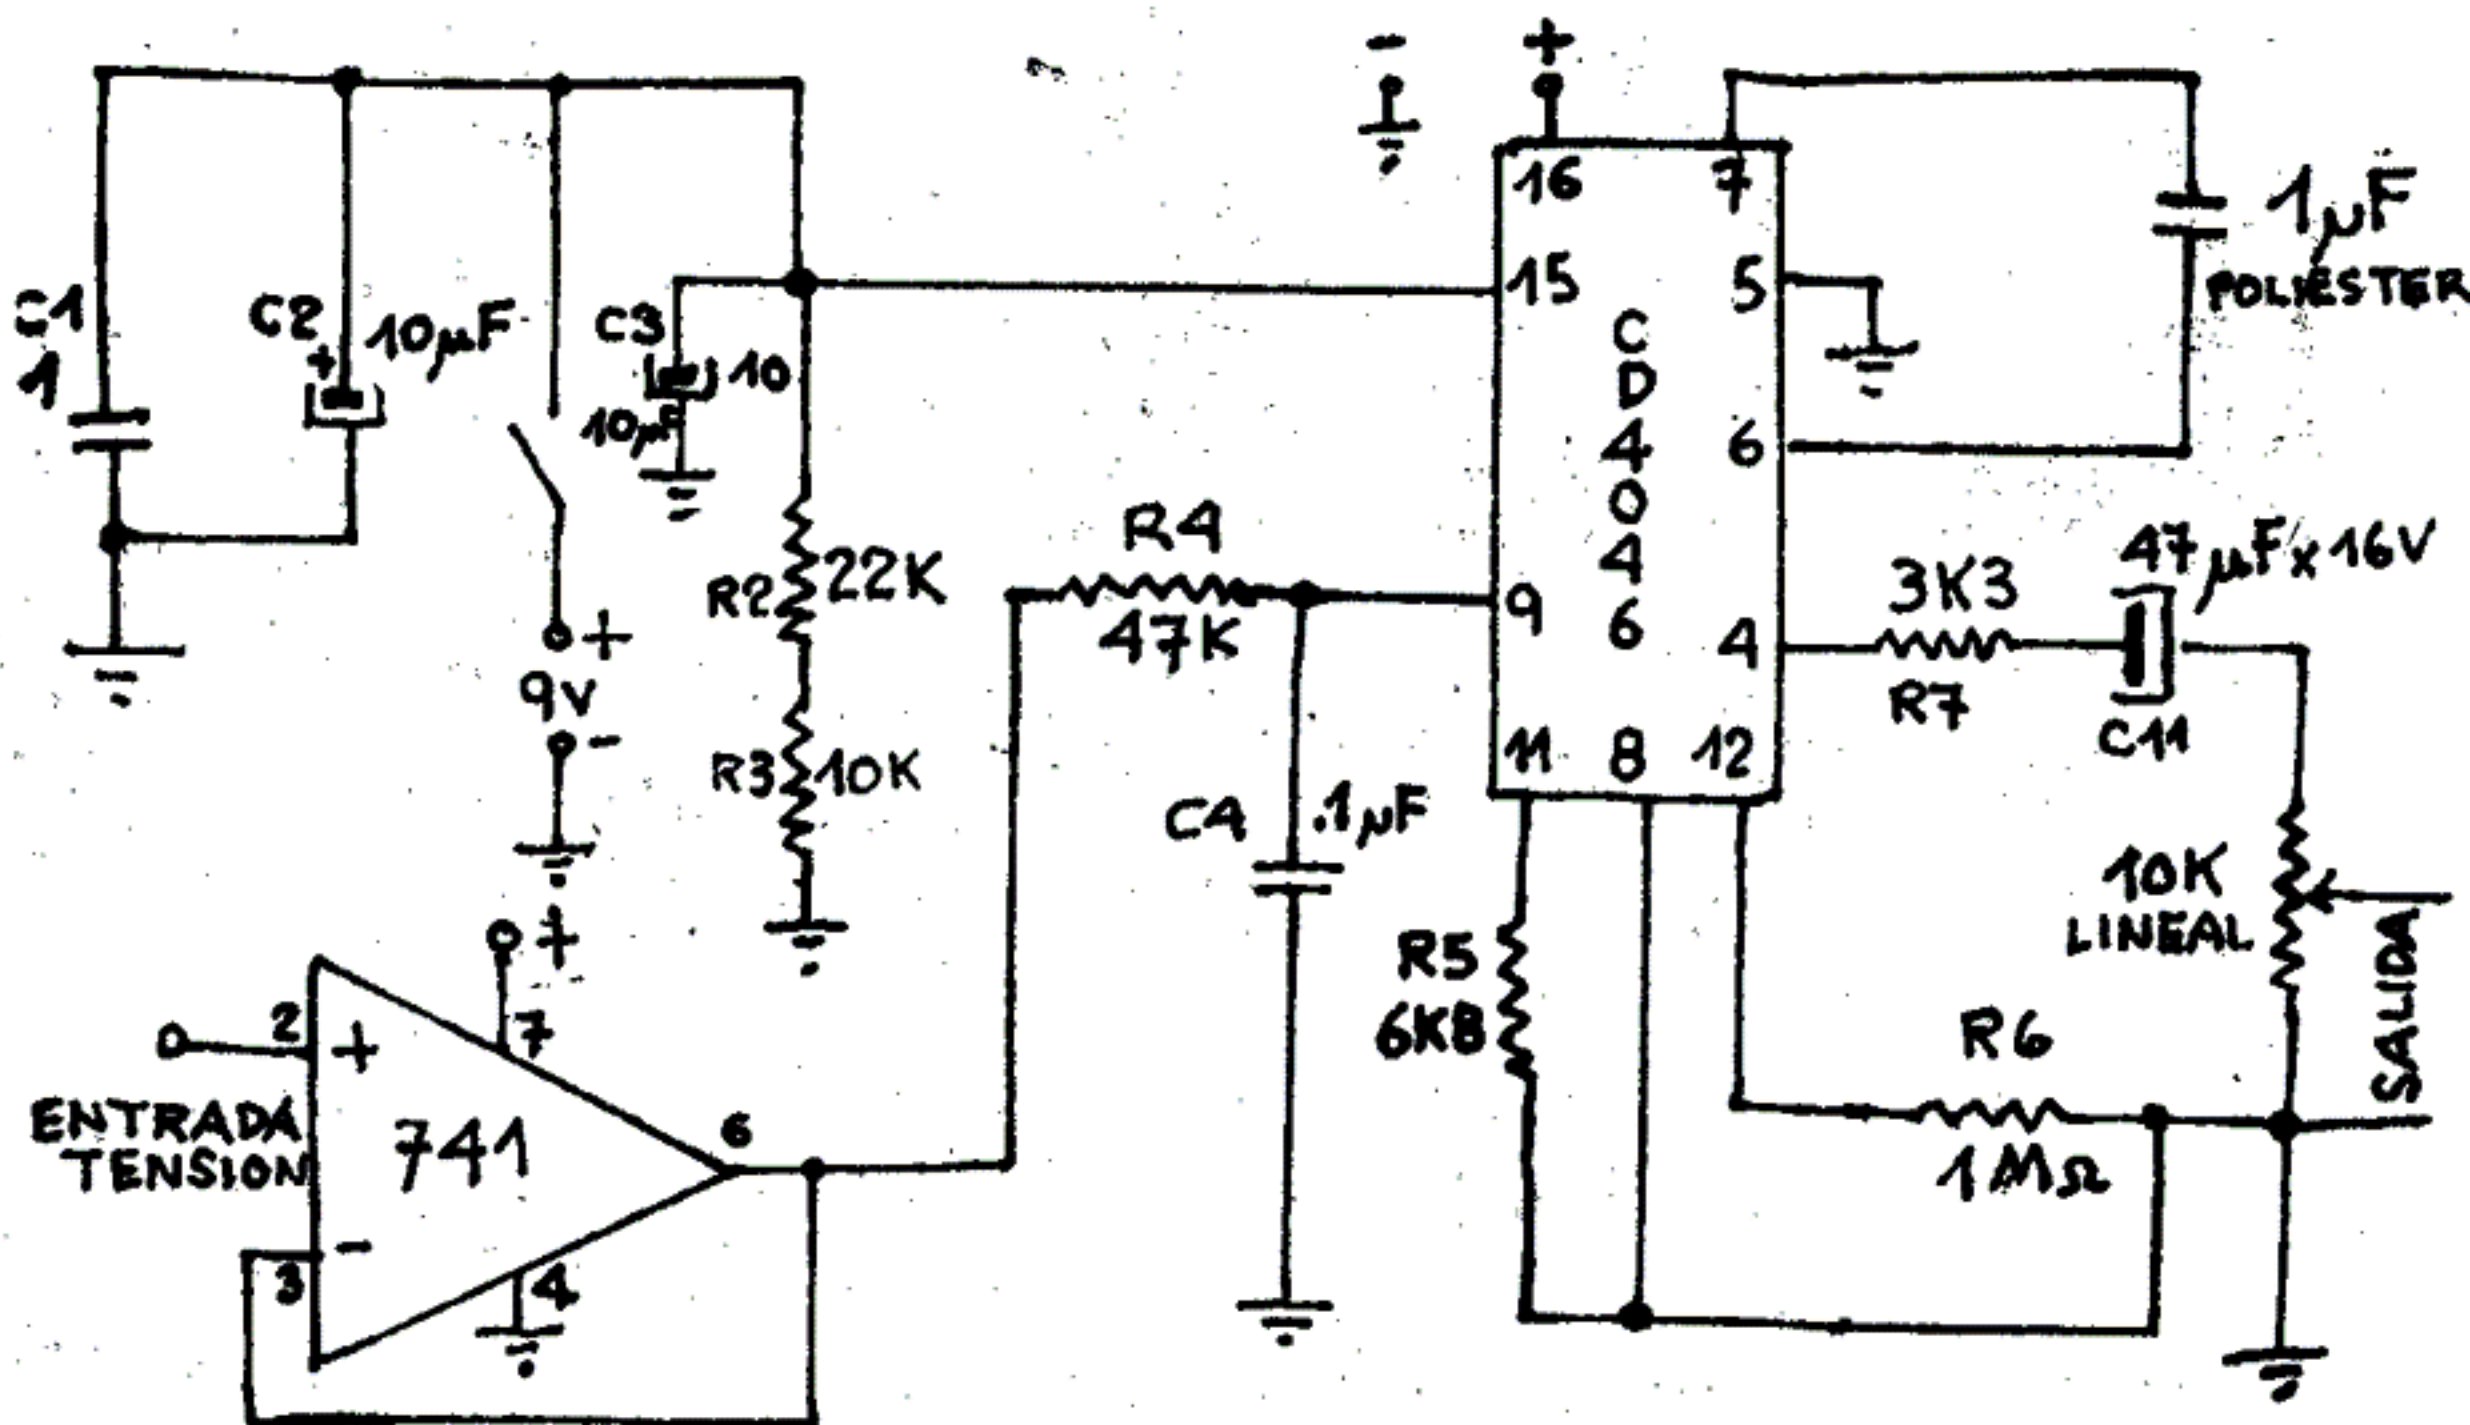 C1
1
C2
+
10µF
C3
10
10µF
+
9V
-
R2
22K
R3
10K
-
+
16
7
15
5
CD4046
6
9
4
11
8
12
1µF
POLIESTER
R4
47K
C4
.1µF
3K3
R7
47µFx16V
C11
10K
LINEAL
SALIDA
R5
6K8
R6
1MΩ
+
7
2
+
ENTRADA
TENSION
741
6
-
3
4